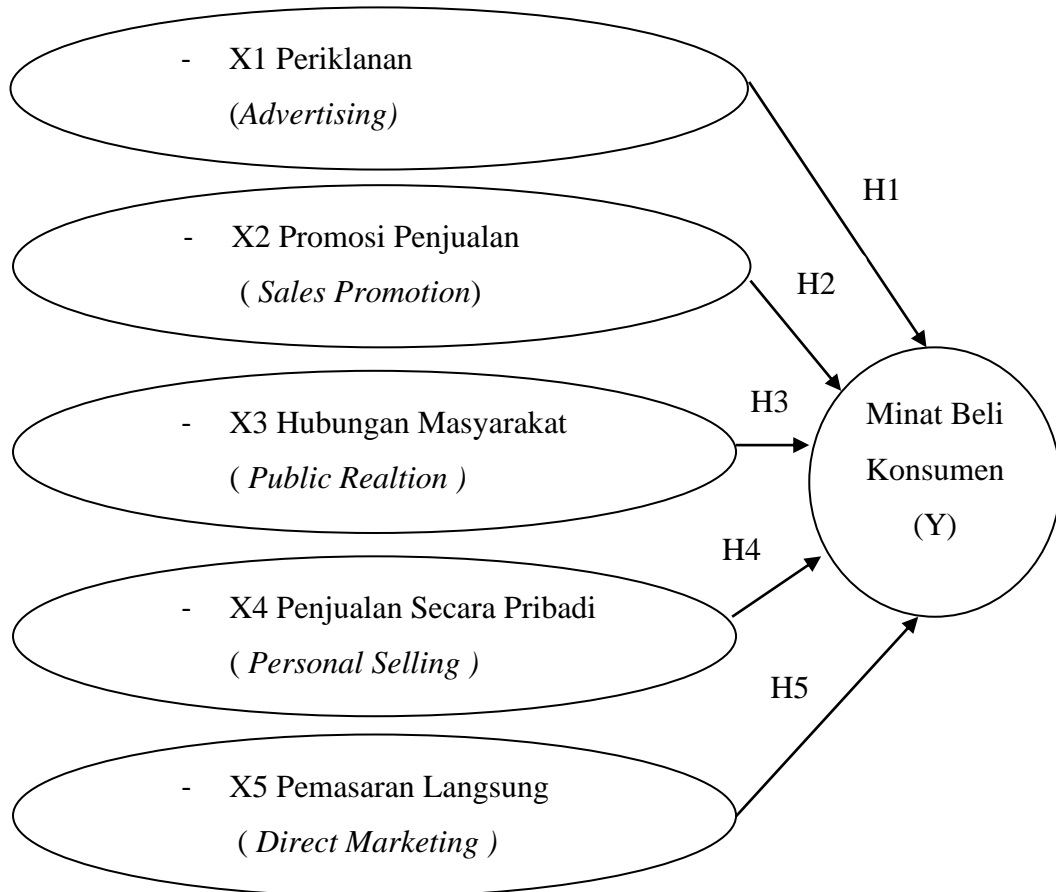 - X1 Periklanan
(Advertising)
H1
- X2 Promosi Penjualan
( Sales Promotion)
H2
- X3 Hubungan Masyarakat
( Public Realtion )
H3
Minat Beli
Konsumen
(Y)
- X4 Penjualan Secara Pribadi
( Personal Selling )
H4
- X5 Pemasaran Langsung
( Direct Marketing )
H5